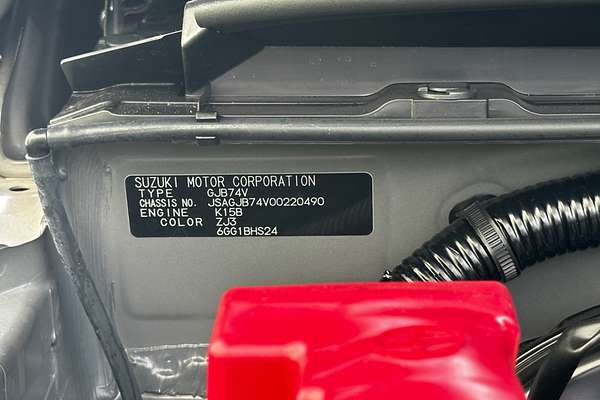 SUZUKI MOTOR CORPORATION
TYPE GJB74V
CHASSIS NO. JSAGJB74V00220490
ENGINE K15B
COLOR ZJ3
6GG1BHS24